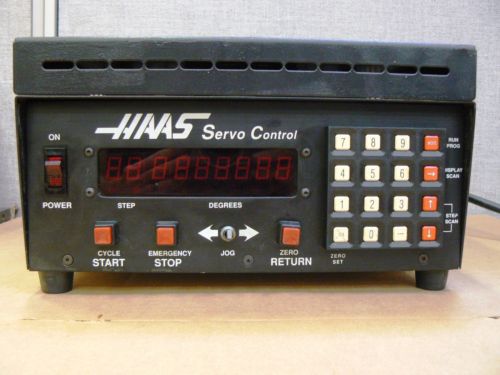 HAAS Servo Control
ON
POWER
STEP
DEGREES
CYCLE
START
EMERGENCY
STOP
JOG
ZERO
RETURN
7 8 9
RUN
PROG
4 5 6 →
DISPLAY
SCAN
1 2 3 ↑
STEP
SCAN
0 - ↓
ZERO
SET